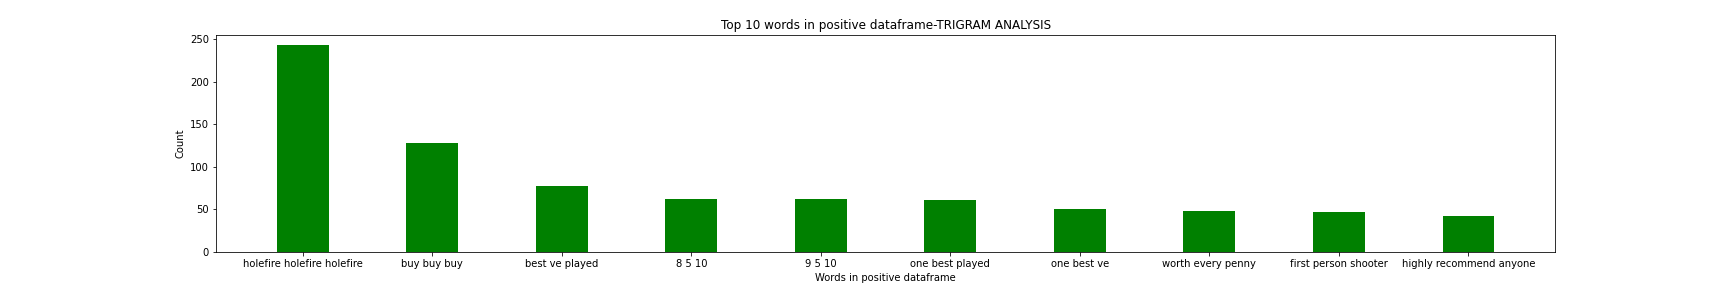 Top 10 words in positive dataframe-TRIGRAM ANALYSIS
250
200
150
100
50
0
Count
holefire holefire holefire buy buy buy best ve played 8 5 10 9 5 10 one best played one best ve worth every penny first person shooter highly recommend anyone
Words in positive dataframe